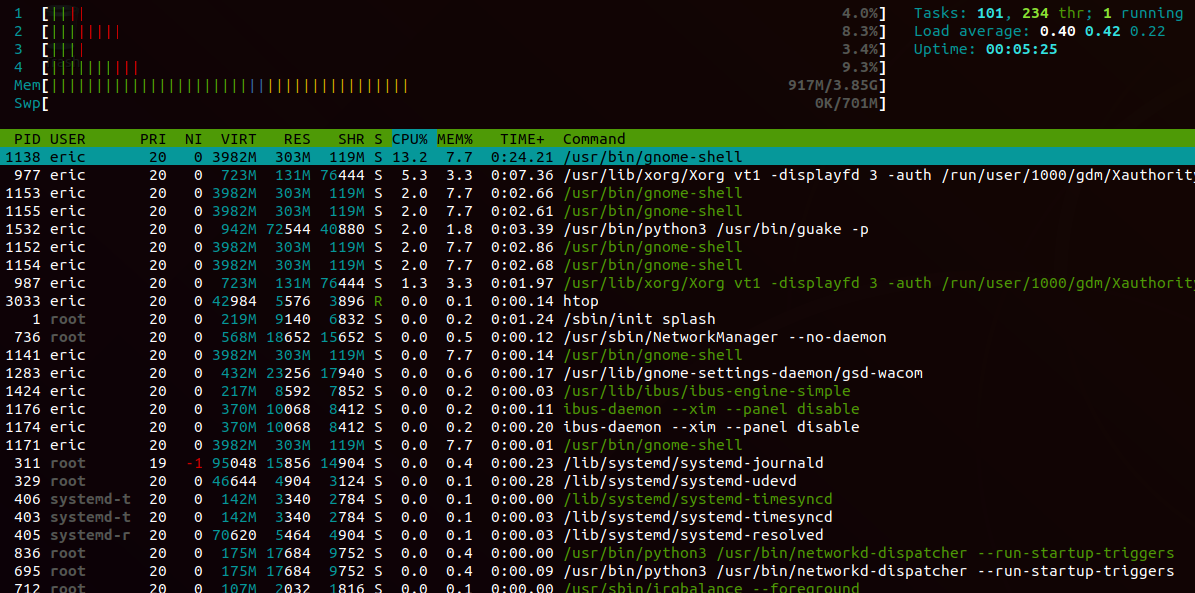 1 [|||| 4.0%] Tasks: 101, 234 thr; 1 running
2 [|||||||| 8.3%] Load average: 0.40 0.42 0.22
3 [|||| 3.4%] Uptime: 00:05:25
4 [|||||||||| 9.3%]
Mem[|||||||||||||||||||||||||||||||||||||||| 917M/3.85G]
Swp[ 0K/701M]
PID USER PRI NI VIRT RES SHR S CPU% MEM% TIME+ Command
1138 eric 20 0 3982M 303M 119M S 13.2 7.7 0:24.21 /usr/bin/gnome-shell
977 eric 20 0 723M 131M 76444 S 5.3 3.3 0:07.36 /usr/lib/xorg/Xorg vt1 -displayfd 3 -auth /run/user/1000/gdm/Xauthority
1153 eric 20 0 3982M 303M 119M S 2.0 7.7 0:02.66 /usr/bin/gnome-shell
1155 eric 20 0 3982M 303M 119M S 2.0 7.7 0:02.61 /usr/bin/gnome-shell
1532 eric 20 0 942M 72544 40880 S 2.0 1.8 0:03.39 /usr/bin/python3 /usr/bin/guake -p
1152 eric 20 0 3982M 303M 119M S 2.0 7.7 0:02.86 /usr/bin/gnome-shell
1154 eric 20 0 3982M 303M 119M S 2.0 7.7 0:02.68 /usr/bin/gnome-shell
987 eric 20 0 723M 131M 76444 S 1.3 3.3 0:01.97 /usr/lib/xorg/Xorg vt1 -displayfd 3 -auth /run/user/1000/gdm/Xauthority
3033 eric 20 0 42984 5576 3896 R 0.0 0.1 0:00.14 htop
1 root 20 0 219M 9140 6832 S 0.0 0.2 0:01.24 /sbin/init splash
736 root 20 0 568M 18652 15652 S 0.0 0.5 0:00.12 /usr/sbin/NetworkManager --no-daemon
1141 eric 20 0 3982M 303M 119M S 0.0 7.7 0:00.14 /usr/bin/gnome-shell
1283 eric 20 0 432M 23256 17940 S 0.0 0.6 0:00.17 /usr/lib/gnome-settings-daemon/gsd-wacom
1424 eric 20 0 217M 8592 7852 S 0.0 0.2 0:00.03 /usr/lib/ibus/ibus-engine-simple
1176 eric 20 0 370M 10068 8412 S 0.0 0.2 0:00.11 ibus-daemon --xim --panel disable
1174 eric 20 0 370M 10068 8412 S 0.0 0.2 0:00.20 ibus-daemon --xim --panel disable
1171 eric 20 0 3982M 303M 119M S 0.0 7.7 0:00.01 /usr/bin/gnome-shell
311 root 19 -1 95048 15856 14904 S 0.0 0.4 0:00.23 /lib/systemd/systemd-journald
329 root 20 0 46644 4904 3124 S 0.0 0.1 0:00.28 /lib/systemd/systemd-udevd
406 systemd-t 20 0 142M 3340 2784 S 0.0 0.1 0:00.00 /lib/systemd/systemd-timesyncd
403 systemd-t 20 0 142M 3340 2784 S 0.0 0.1 0:00.03 /lib/systemd/systemd-timesyncd
405 systemd-r 20 0 70620 5464 4904 S 0.0 0.1 0:00.03 /lib/systemd/systemd-resolved
836 root 20 0 175M 17684 9752 S 0.0 0.4 0:00.00 /usr/bin/python3 /usr/bin/networkd-dispatcher --run-startup-triggers
695 root 20 0 175M 17684 9752 S 0.0 0.4 0:00.09 /usr/bin/python3 /usr/bin/networkd-dispatcher --run-startup-triggers
712 root 20 0 107M 2032 1816 S 0.0 0.1 0:00.00 /usr/sbin/irqbalance --foreground